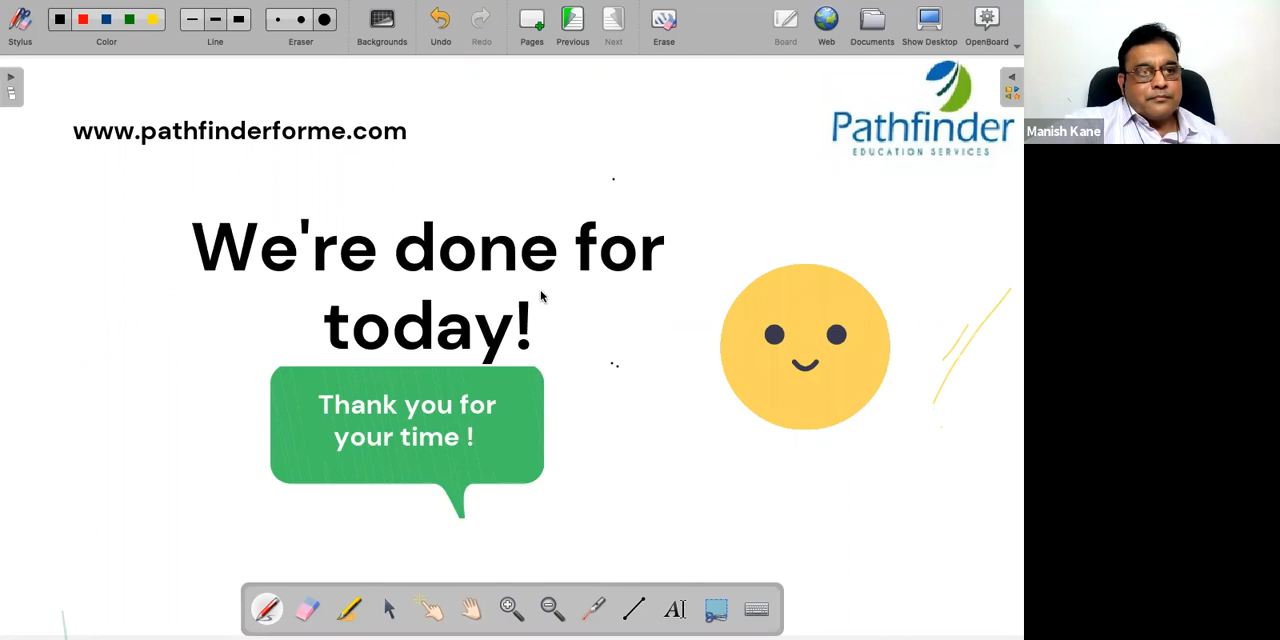 Stylus
Color
Line
Eraser
Backgrounds
Undo
Redo
Pages
Previous
Next
Erase
Board
Web
Documents
Show Desktop
OpenBoard
www.pathfinderforme.com
Pathfinder
EDUCATION SERVICES
Manish Kane
We're done for
today!
Thank you for
your time !